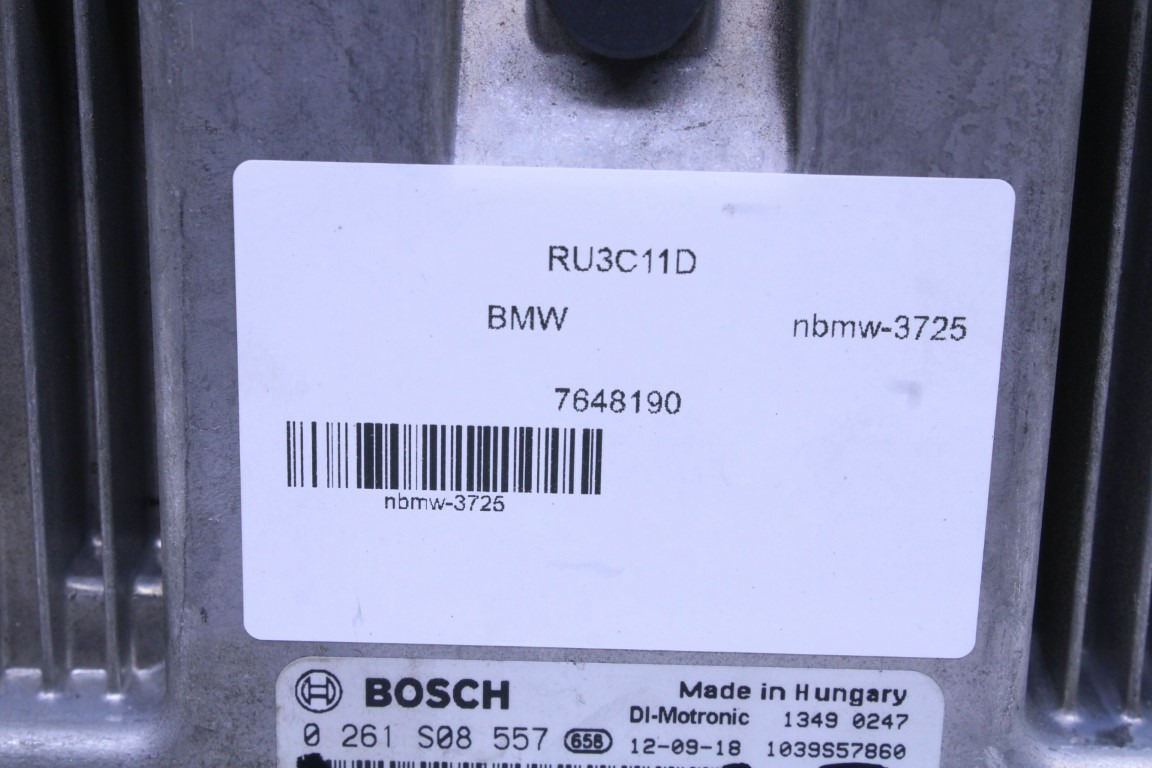 RU3C11D
BMW nbmw-3725
7648190
nbmw-3725
BOSCH Made in Hungary
DI-Motronic 1349 0247
0 261 S08 557 658 12-09-18 1039S57860